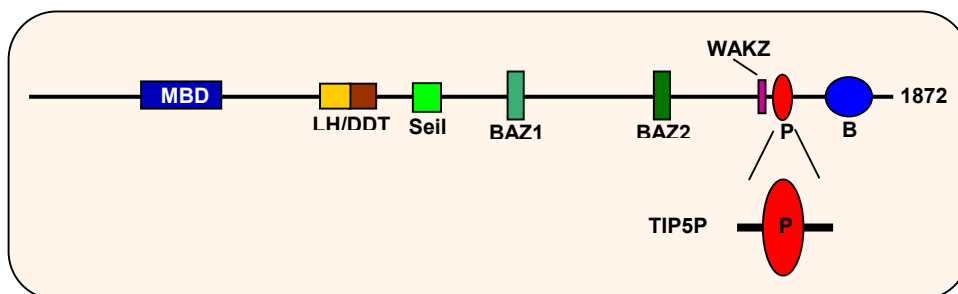 WAKZ
MBD
1872
LH/DDT
Seil
BAZ1
BAZ2
P
B
TIP5P
P